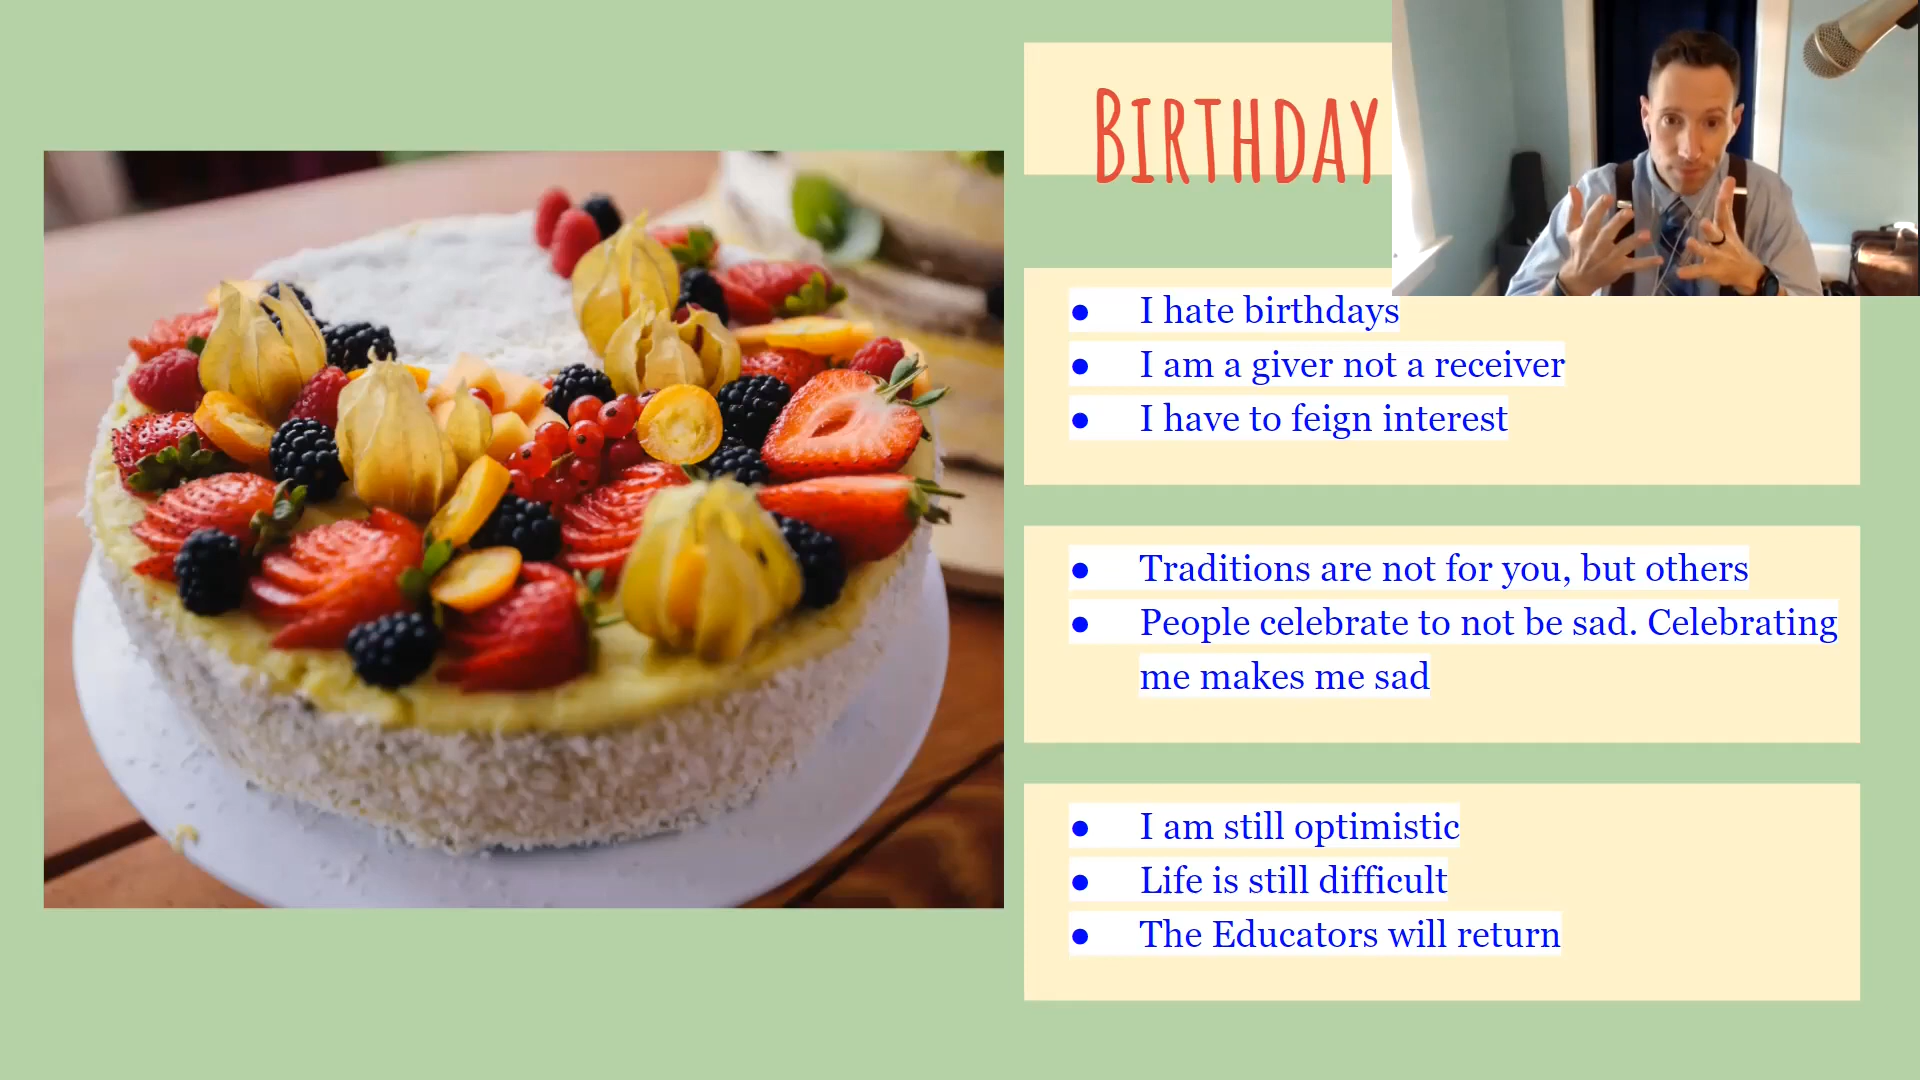 BIRTHDAY
● I hate birthdays
● I am a giver not a receiver
● I have to feign interest
● Traditions are not for you, but others
● People celebrate to not be sad. Celebrating
me makes me sad
● I am still optimistic
● Life is still difficult
● The Educators will return